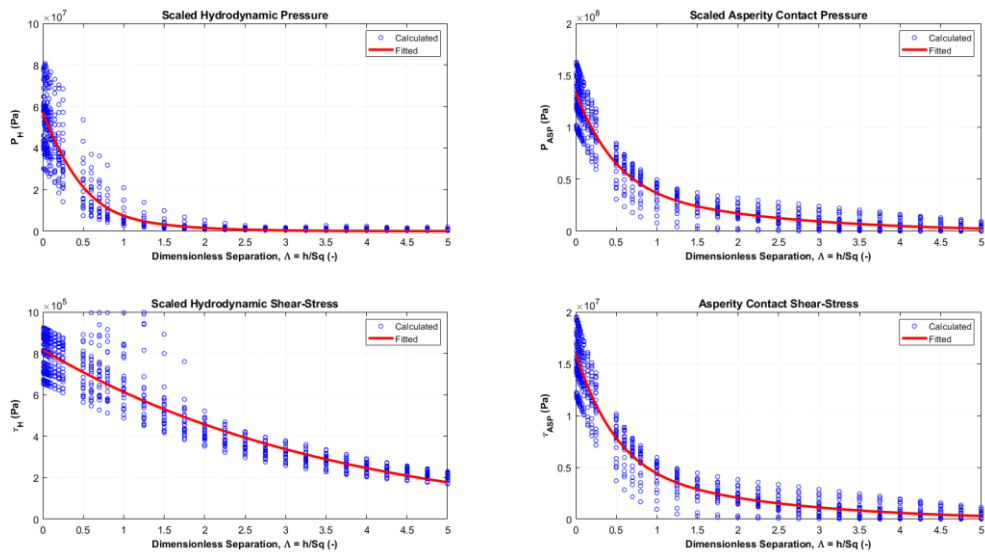 Scaled Hydrodynamic Pressure
×10^7
Calculated
Fitted
P_H (Pa)
10
8
6
4
2
0
0 0.5 1 1.5 2 2.5 3 3.5 4 4.5 5
Dimensionless Separation, Λ = h/Sq (-)
Scaled Asperity Contact Pressure
×10^8
Calculated
Fitted
P_ASP (Pa)
2
1.5
1
0.5
0
0 0.5 1 1.5 2 2.5 3 3.5 4 4.5 5
Dimensionless Separation, Λ = h/Sq (-)
Scaled Hydrodynamic Shear-Stress
×10^5
Calculated
Fitted
τ_H (Pa)
10
8
6
4
2
0
0 0.5 1 1.5 2 2.5 3 3.5 4 4.5 5
Dimensionless Separation, Λ = h/Sq (-)
Asperity Contact Shear-Stress
×10^7
Calculated
Fitted
τ_ASP (Pa)
2
1.5
1
0.5
0
0 0.5 1 1.5 2 2.5 3 3.5 4 4.5 5
Dimensionless Separation, Λ = h/Sq (-)